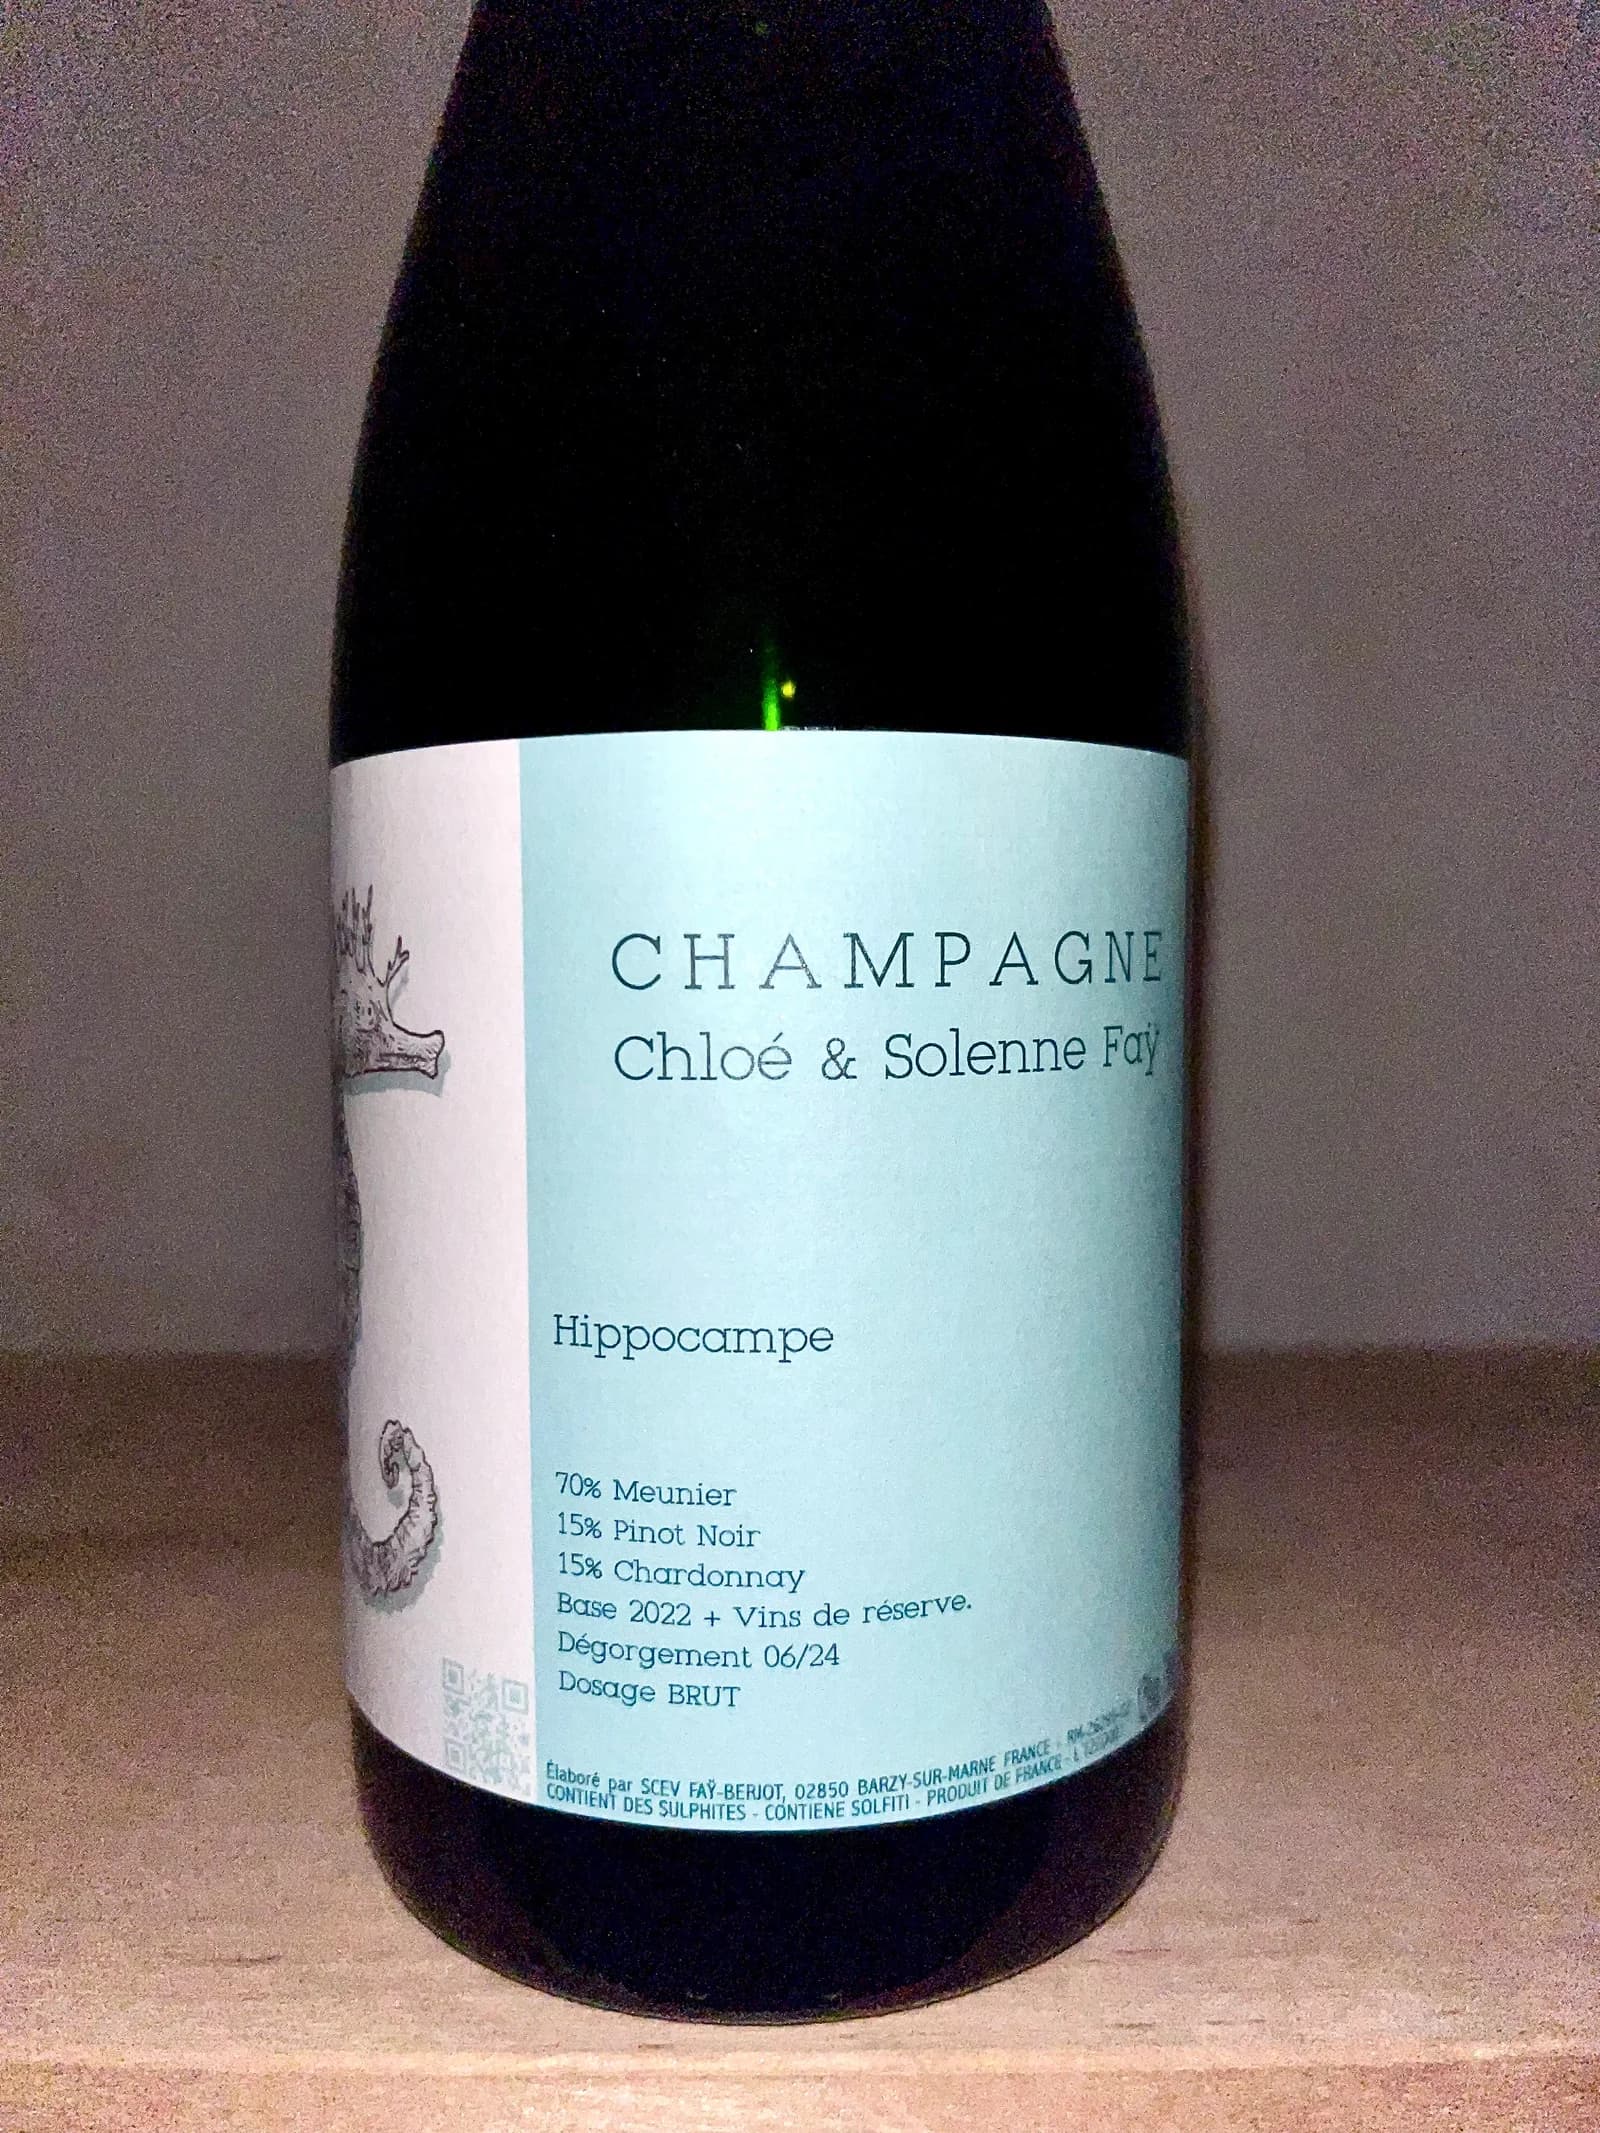 CHAMPAGNE
Chloé & Solenne Faÿ
Hippocampe
70% Meunier
15% Pinot Noir
15% Chardonnay
Base 2022 + Vins de réserve.
Dégorgement 06/24
Dosage BRUT
Élaboré par SCEV FAŸ-BERJOT, 02850 BARZY-SUR-MARNE FRANCE -
CONTIENT DES SULPHITES - CONTIENE SOLFITI - PRODUIT DE FRANCE -